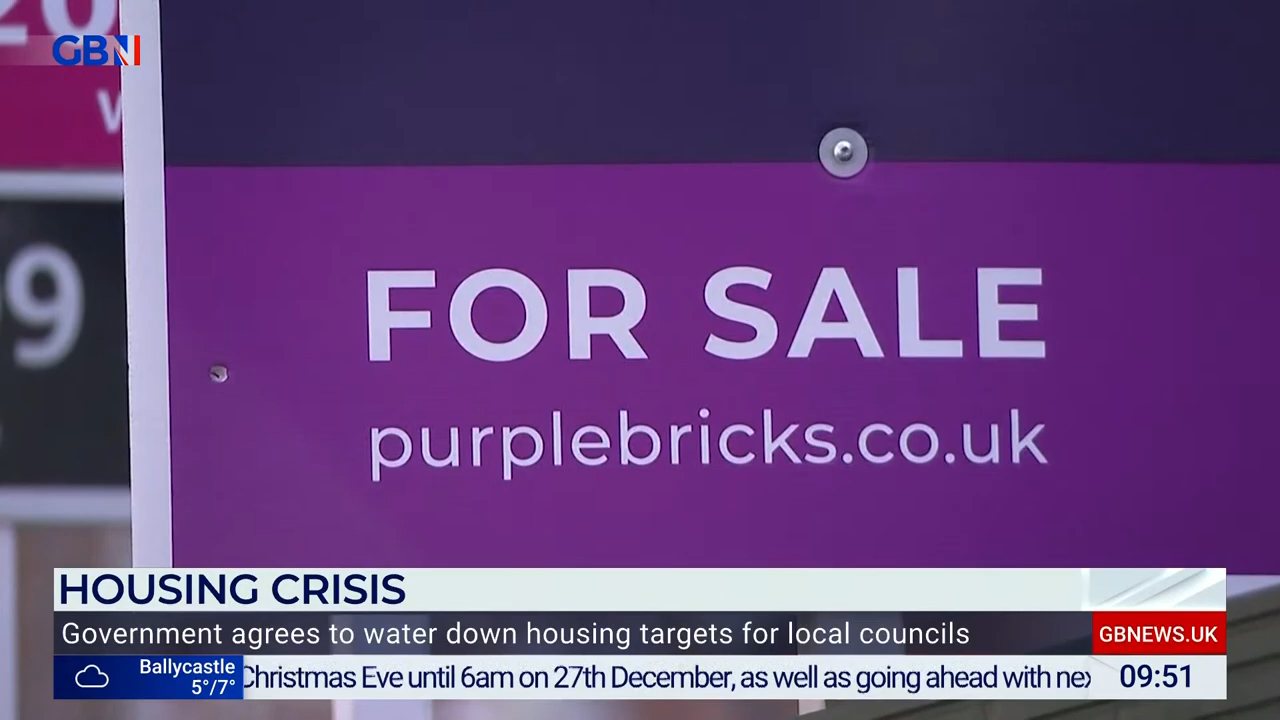 GBN
FOR SALE
purplebricks.co.uk
HOUSING CRISIS
Government agrees to water down housing targets for local councils
GBNEWS.UK
Ballycastle
5°/7°
Christmas Eve until 6am on 27th December, as well as going ahead with
09:51